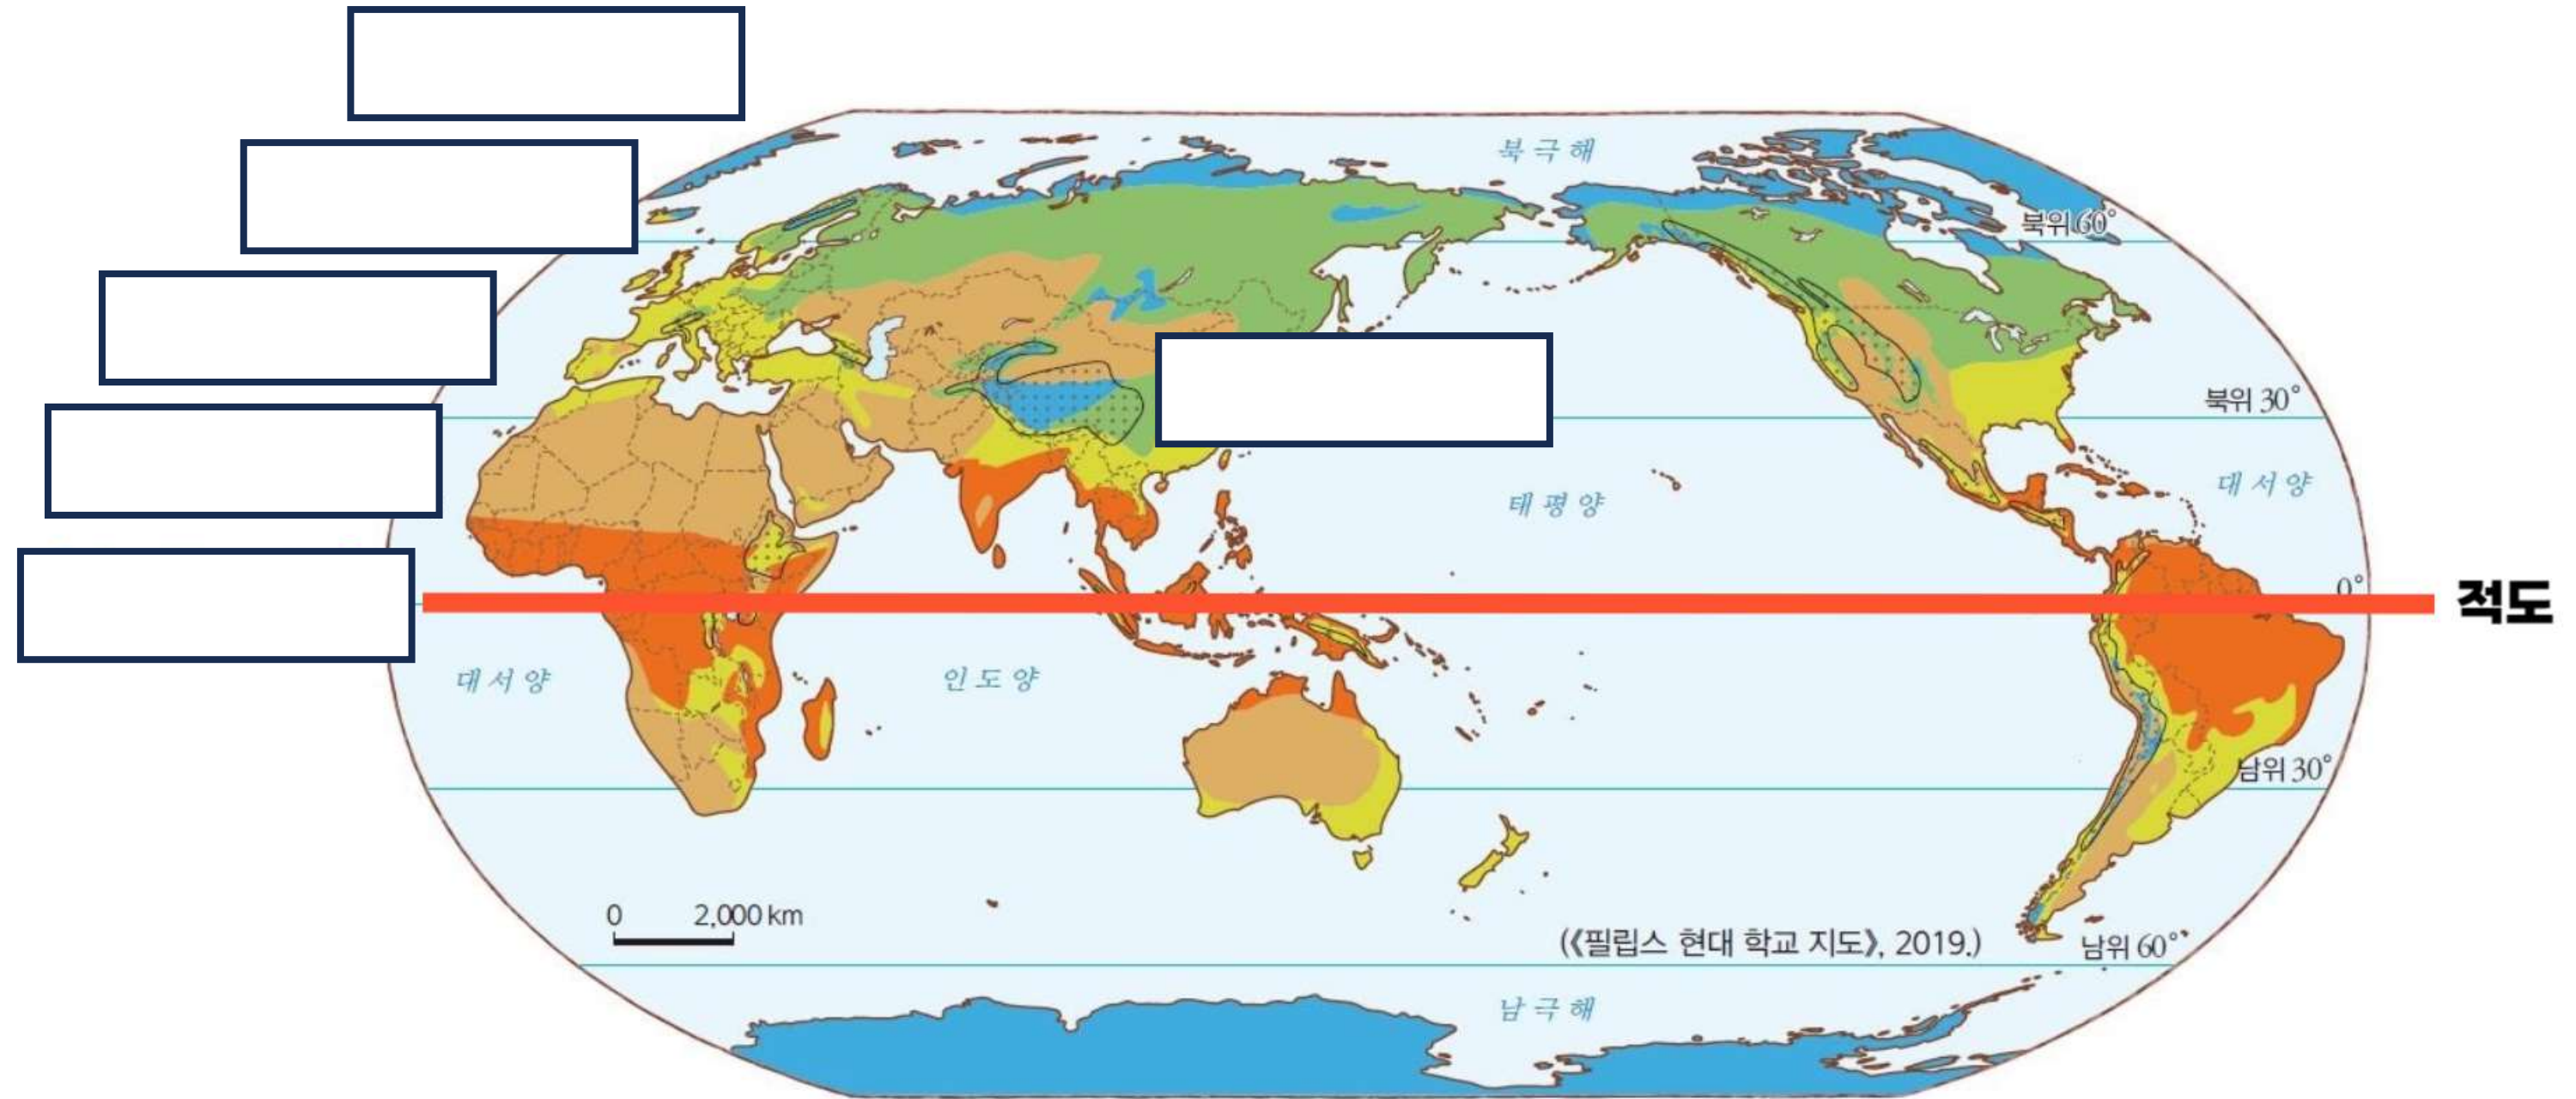 북극해
북위 60°
북위 30°
대서양
태평양
0°
적도
대서양
인도양
남위 30°
0 2,000 km
(《필립스 현대 학교 지도》, 2019.)
남위 60°
남극해